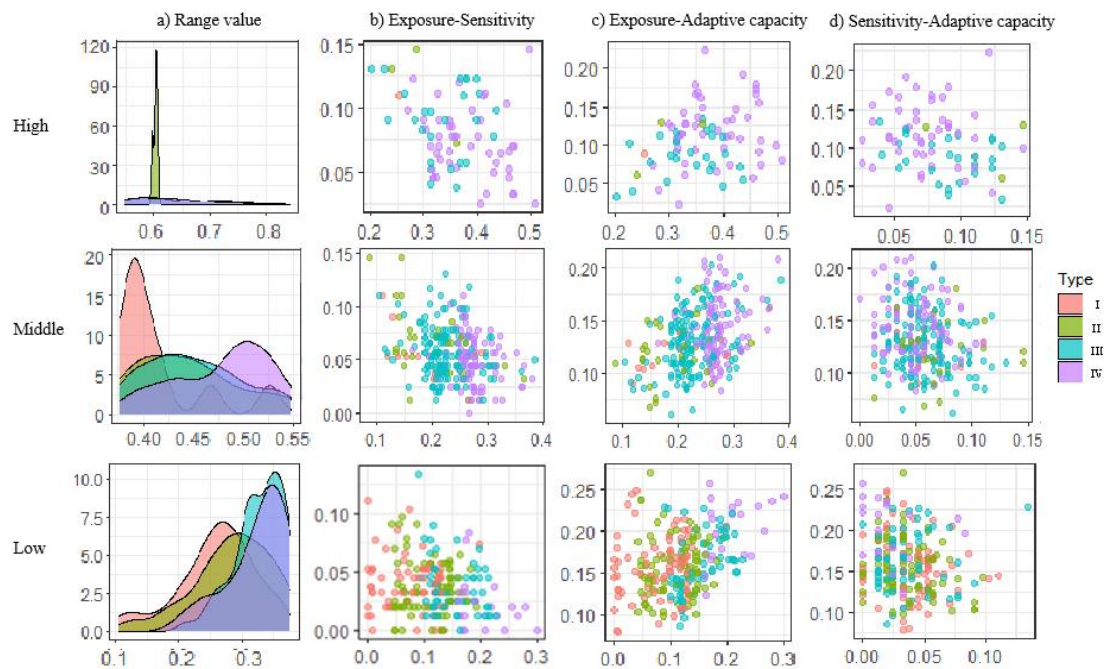 a) Range value b) Exposure-Sensitivity c) Exposure-Adaptive capacity d) Sensitivity-Adaptive capacity
High
120
90
60
30
0
0.6 0.7 0.8
0.15
0.10
0.05
0.2 0.3 0.4 0.5
0.20
0.15
0.10
0.05
0.2 0.3 0.4 0.5
0.20
0.15
0.10
0.05
0.05 0.10 0.15
Middle
20
15
10
5
0
0.40 0.50 0.55
0.15
0.10
0.05
0.00
0.1 0.2 0.3 0.4
0.20
0.15
0.10
0.1 0.2 0.3 0.4
0.20
0.15
0.10
0.00 0.05 0.10 0.15
Type
I
II
III
IV
Low
10.0
7.5
5.0
2.5
0.0
0.1 0.2 0.3
0.10
0.05
0.00
0.0 0.1 0.2 0.3
0.25
0.20
0.15
0.10
0.0 0.1 0.2 0.3
0.25
0.20
0.15
0.10
0.00 0.05 0.10